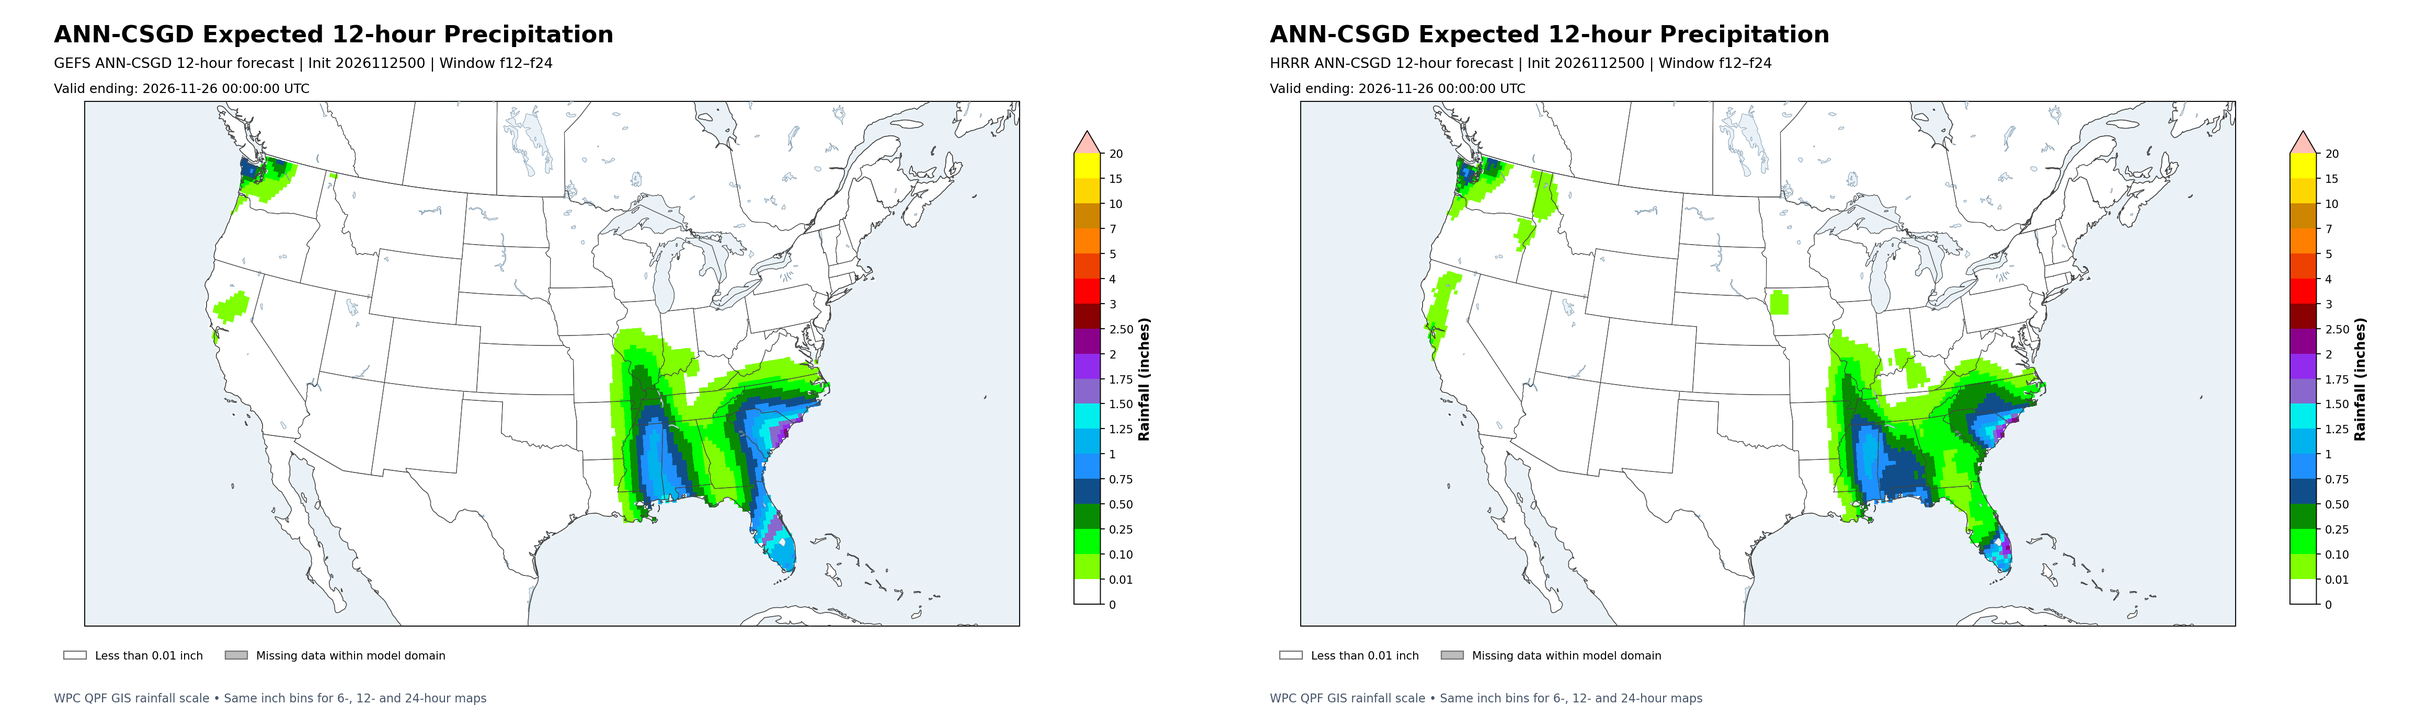 ANN-CSGD Expected 12-hour Precipitation
GEFS ANN-CSGD 12-hour forecast | Init 2026112500 | Window f12–f24
Valid ending: 2026-11-26 00:00:00 UTC
20
15
10
7
5
4
3
2.50
2
1.75
1.50
1.25
1
0.75
0.50
0.25
0.10
0.01
0
Rainfall (inches)
Less than 0.01 inch
Missing data within model domain
WPC QPF GIS rainfall scale • Same inch bins for 6-, 12- and 24-hour maps
ANN-CSGD Expected 12-hour Precipitation
HRRR ANN-CSGD 12-hour forecast | Init 2026112500 | Window f12–f24
Valid ending: 2026-11-26 00:00:00 UTC
20
15
10
7
5
4
3
2.50
2
1.75
1.50
1.25
1
0.75
0.50
0.25
0.10
0.01
0
Rainfall (inches)
Less than 0.01 inch
Missing data within model domain
WPC QPF GIS rainfall scale • Same inch bins for 6-, 12- and 24-hour maps